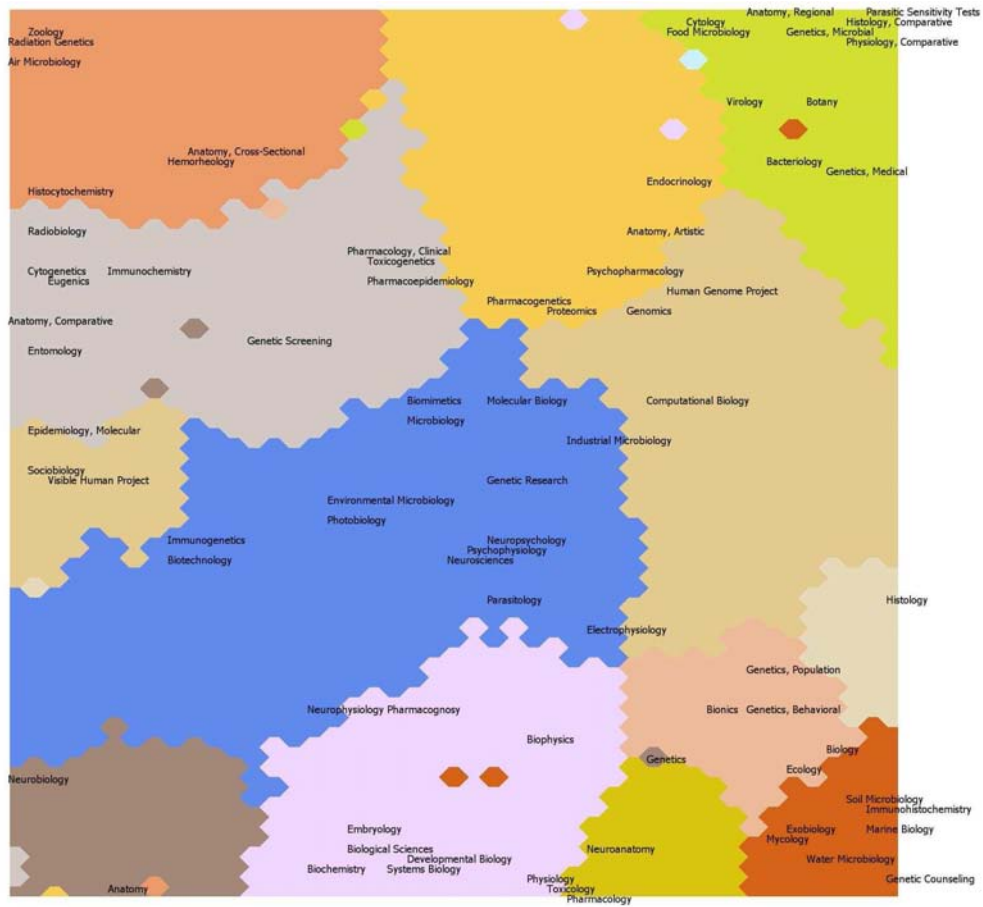 Anatomy, Regional
Parasitic Sensitivity Tests
Cytology
Histology, Comparative
Zoology
Food Microbiology
Genetics, Microbial
Radiation Genetics
Physiology, Comparative
Air Microbiology
Virology
Botany
Anatomy, Cross-Sectional
Hemorheology
Bacteriology
Genetics, Medical
Endocrinology
Histocytochemistry
Radiobiology
Anatomy, Artistic
Pharmacology, Clinical
Toxicogenetics
Cytogenetics
Immunochemistry
Psychopharmacology
Eugenics
Pharmacoepidemiology
Human Genome Project
Pharmacogenetics
Proteomics
Genomics
Anatomy, Comparative
Genetic Screening
Entomology
Biomimetics
Molecular Biology
Computational Biology
Microbiology
Epidemiology, Molecular
Industrial Microbiology
Sociobiology
Visible Human Project
Genetic Research
Environmental Microbiology
Photobiology
Immunogenetics
Neuropsychology
Psychophysiology
Biotechnology
Neurosciences
Parasitology
Histology
Electrophysiology
Genetics, Population
Neurophysiology
Pharmacognosy
Bionics
Genetics, Behavioral
Biophysics
Biology
Genetics
Ecology
Neurobiology
Soil Microbiology
Immunohistochemistry
Embryology
Exobiology
Marine Biology
Mycology
Biological Sciences
Neuroanatomy
Developmental Biology
Water Microbiology
Biochemistry
Systems Biology
Physiology
Genetic Counseling
Anatomy
Toxicology
Pharmacology